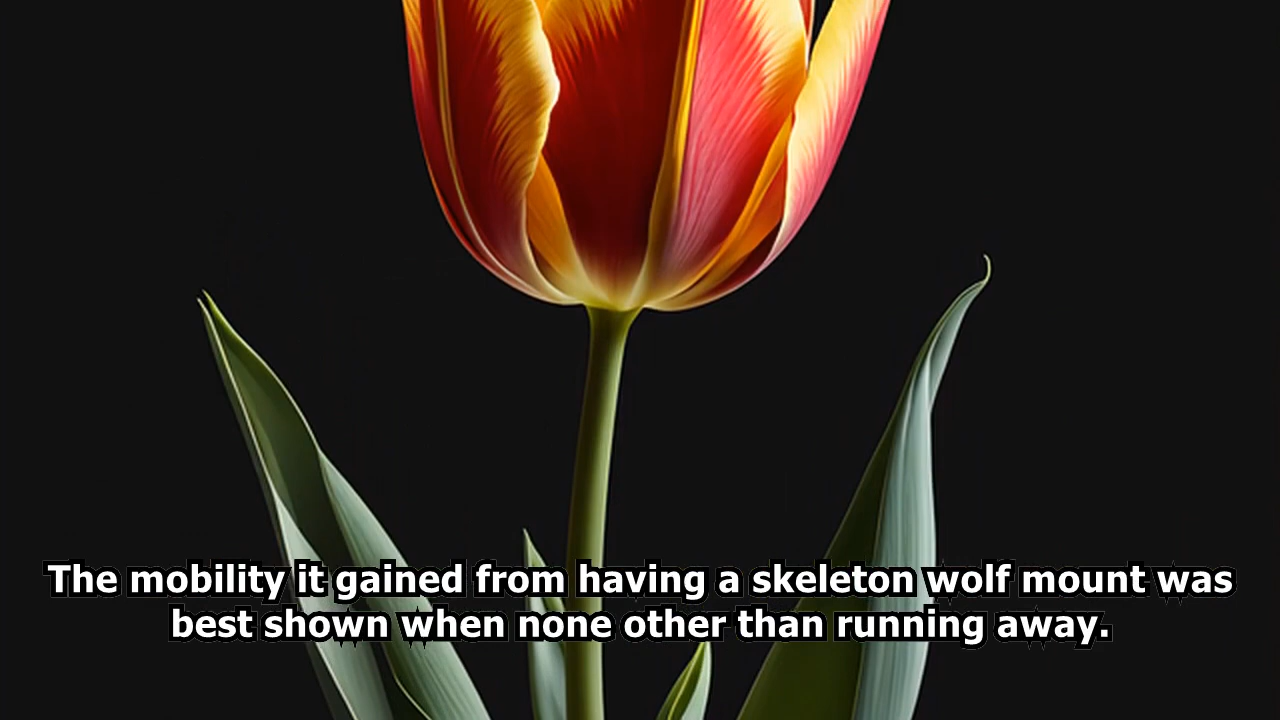 The mobility it gained from having a skeleton wolf mount was
best shown when none other than running away.